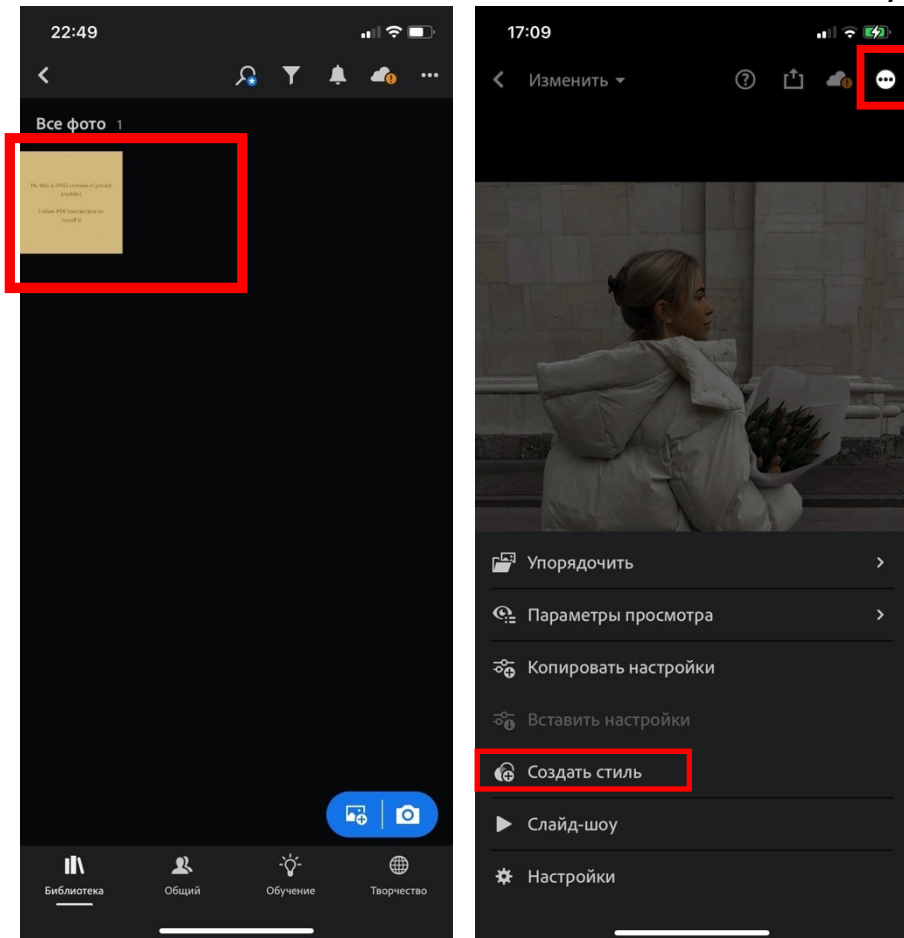 22:49
Все фото 1
Hi, this is DNG version of preset
(mobile)
Follow PDF instruction to
install it
Библиотека
Общий
Обучение
Творчество
17:09
Изменить
Упорядочить
Параметры просмотра
Копировать настройки
Вставить настройки
Создать стиль
Слайд-шоу
Настройки